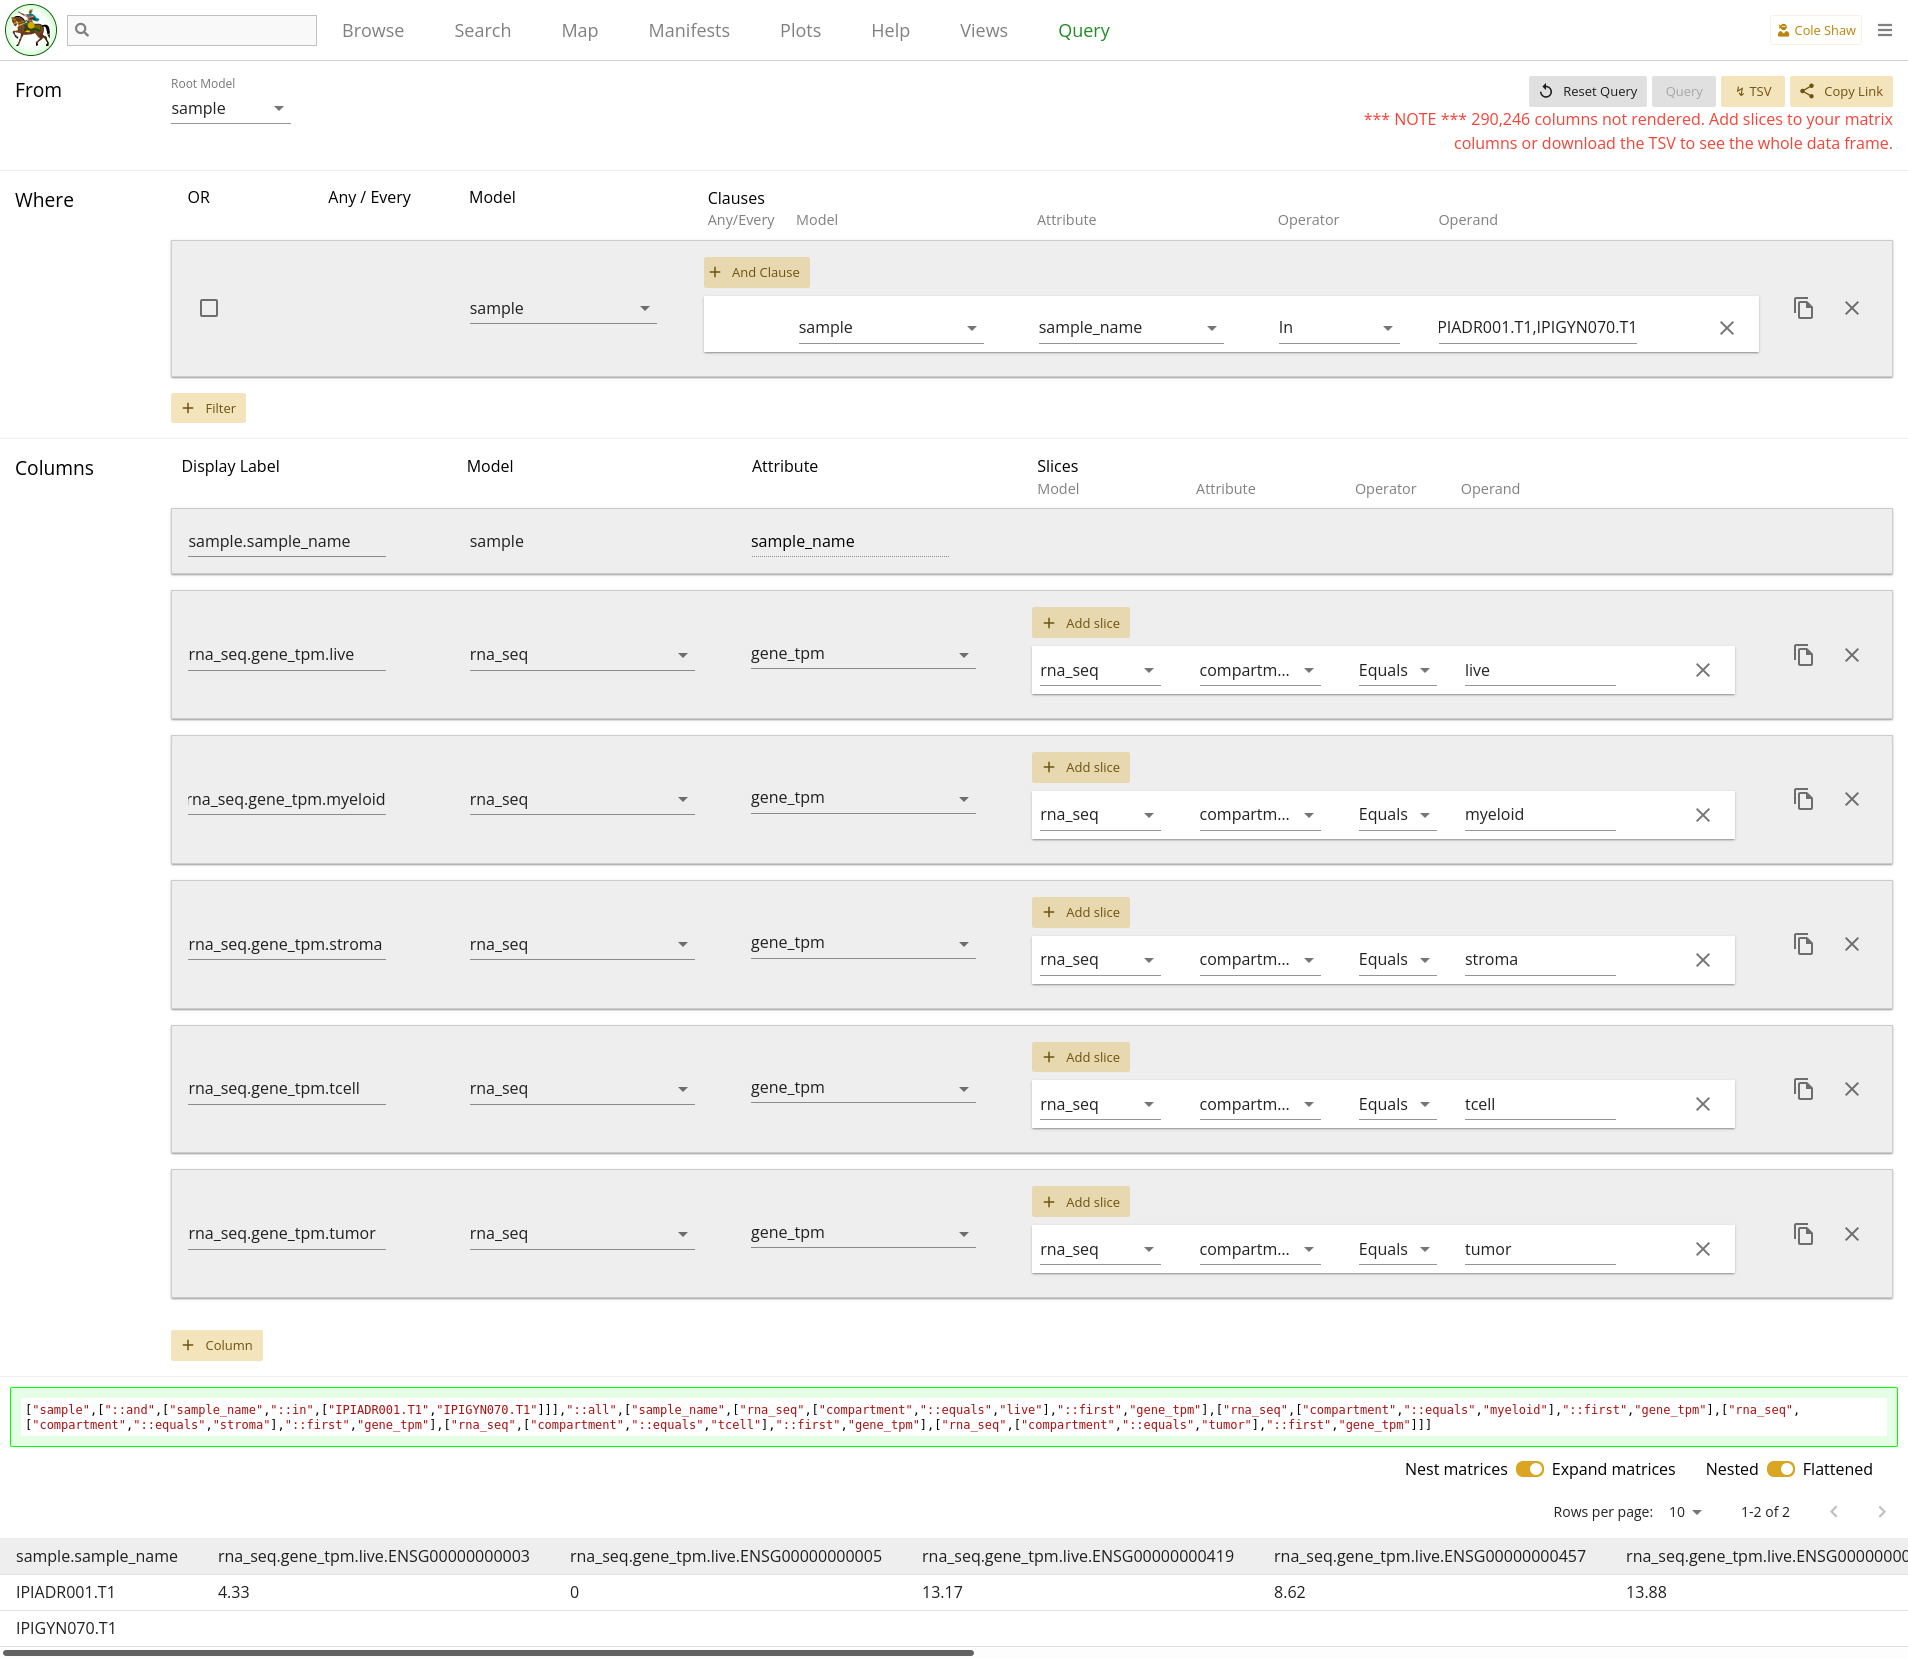 Browse Search Map Manifests Plots Help Views Query Cole Shaw
From
Root Model
sample
Reset Query Query ↯ TSV Copy Link
*** NOTE *** 290,246 columns not rendered. Add slices to your matrix
columns or download the TSV to see the whole data frame.
Where OR Any / Every Model Clauses
Any/Every Model Attribute Operator Operand
+ And Clause
sample sample sample_name In PIADR001.T1,IPIGYN070.T1
+ Filter
Columns Display Label Model Attribute Slices
Model Attribute Operator Operand
sample.sample_name sample sample_name
+ Add slice
rna_seq.gene_tpm.live rna_seq gene_tpm rna_seq compartm... Equals live
+ Add slice
rna_seq.gene_tpm.myeloid rna_seq gene_tpm rna_seq compartm... Equals myeloid
+ Add slice
rna_seq.gene_tpm.stroma rna_seq gene_tpm rna_seq compartm... Equals stroma
+ Add slice
rna_seq.gene_tpm.tcell rna_seq gene_tpm rna_seq compartm... Equals tcell
+ Add slice
rna_seq.gene_tpm.tumor rna_seq gene_tpm rna_seq compartm... Equals tumor
+ Column
["sample",["::and",["sample_name","::in",["IPIADR001.T1","IPIGYN070.T1"]]],"::all",["sample_name",["rna_seq",["compartment","::equals","live"],"::first","gene_tpm"],["rna_seq",["compartment","::equals","myeloid"],"::first","gene_tpm"],["rna_seq",
["compartment","::equals","stroma"],"::first","gene_tpm"],["rna_seq",["compartment","::equals","tcell"],"::first","gene_tpm"],["rna_seq",["compartment","::equals","tumor"],"::first","gene_tpm"]]]
Nest matrices Expand matrices Nested Flattened
Rows per page: 10 1-2 of 2
sample.sample_name rna_seq.gene_tpm.live.ENSG00000000003 rna_seq.gene_tpm.live.ENSG00000000005 rna_seq.gene_tpm.live.ENSG00000000419 rna_seq.gene_tpm.live.ENSG00000000457 rna_seq.gene_tpm.live.ENSG00000000
IPIADR001.T1 4.33 0 13.17 8.62 13.88
IPIGYN070.T1